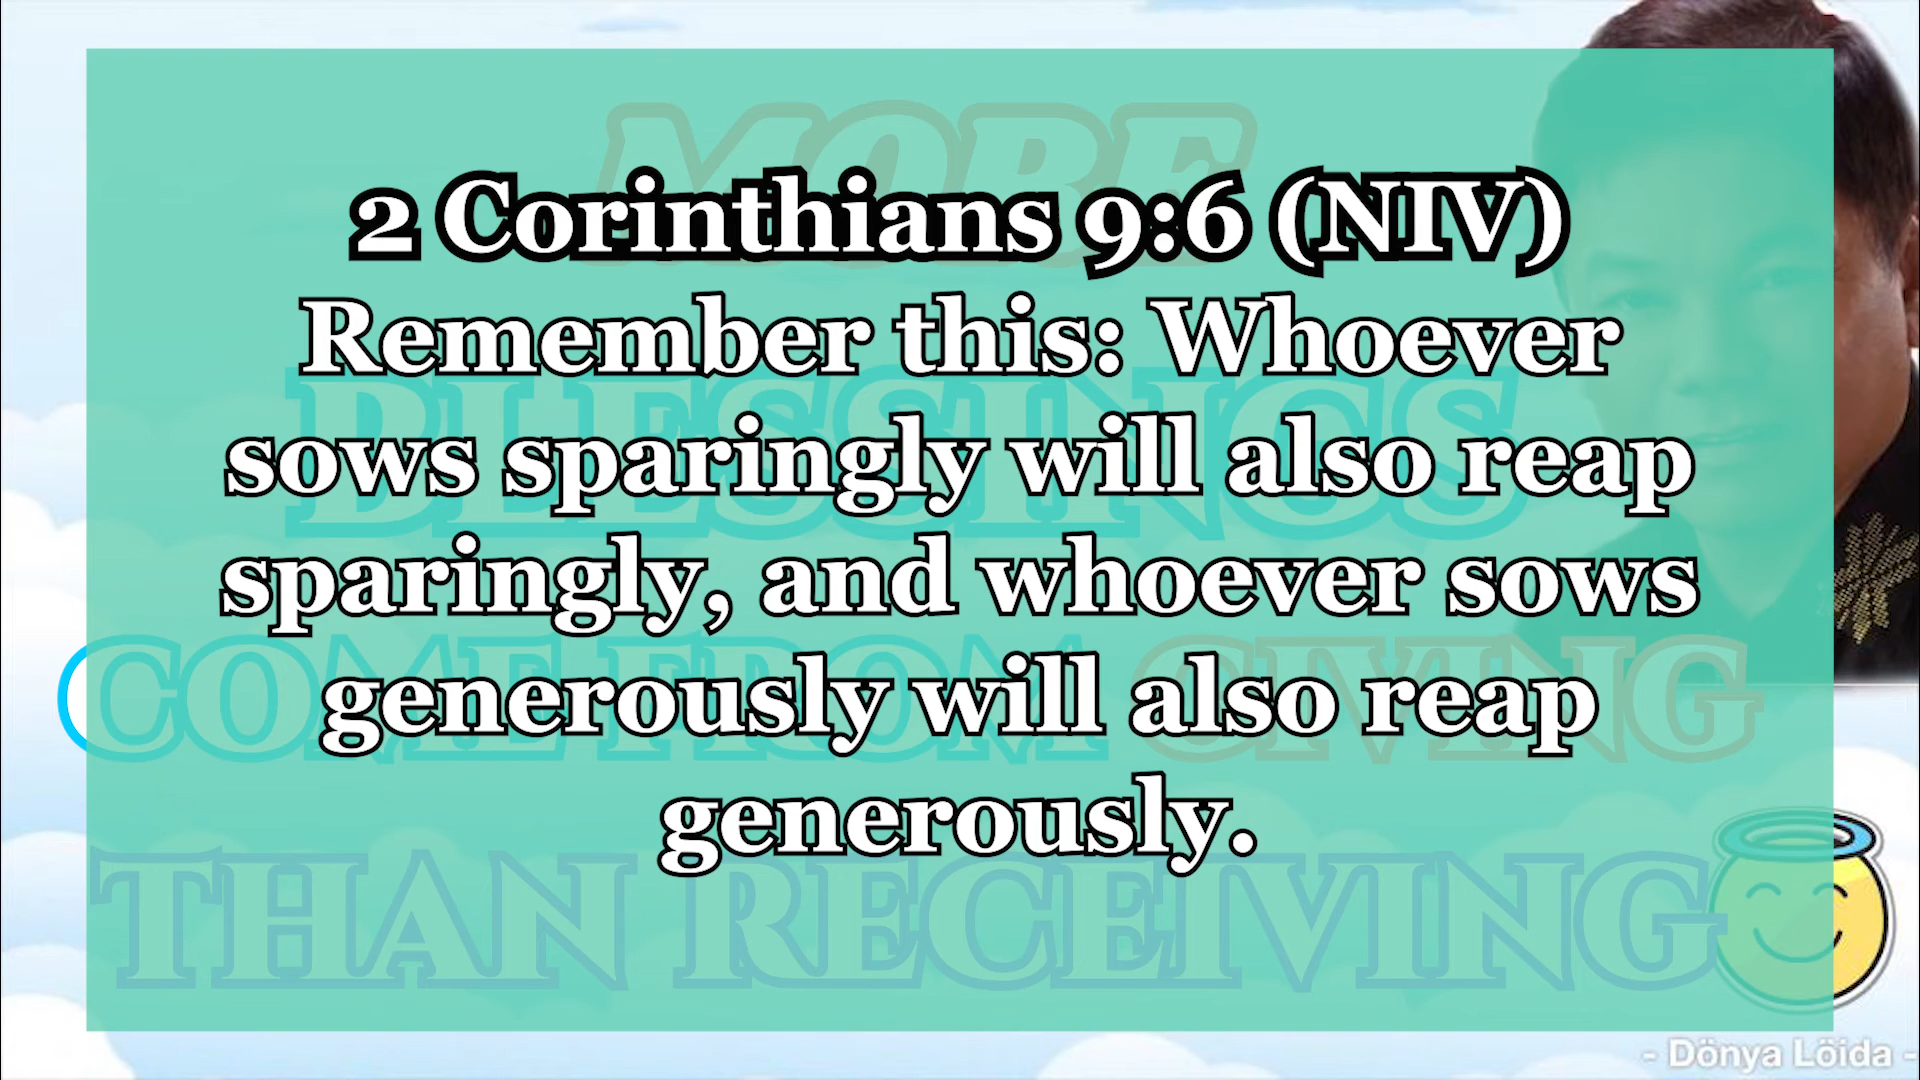 MORE
2 Corinthians 9:6 (NIV)
Remember this: Whoever
BLESSINGS
sows sparingly will also reap
sparingly, and whoever sows
COME FROM GIVING
generously will also reap
generously.
THAN RECEIVING
- Dönya Löida -